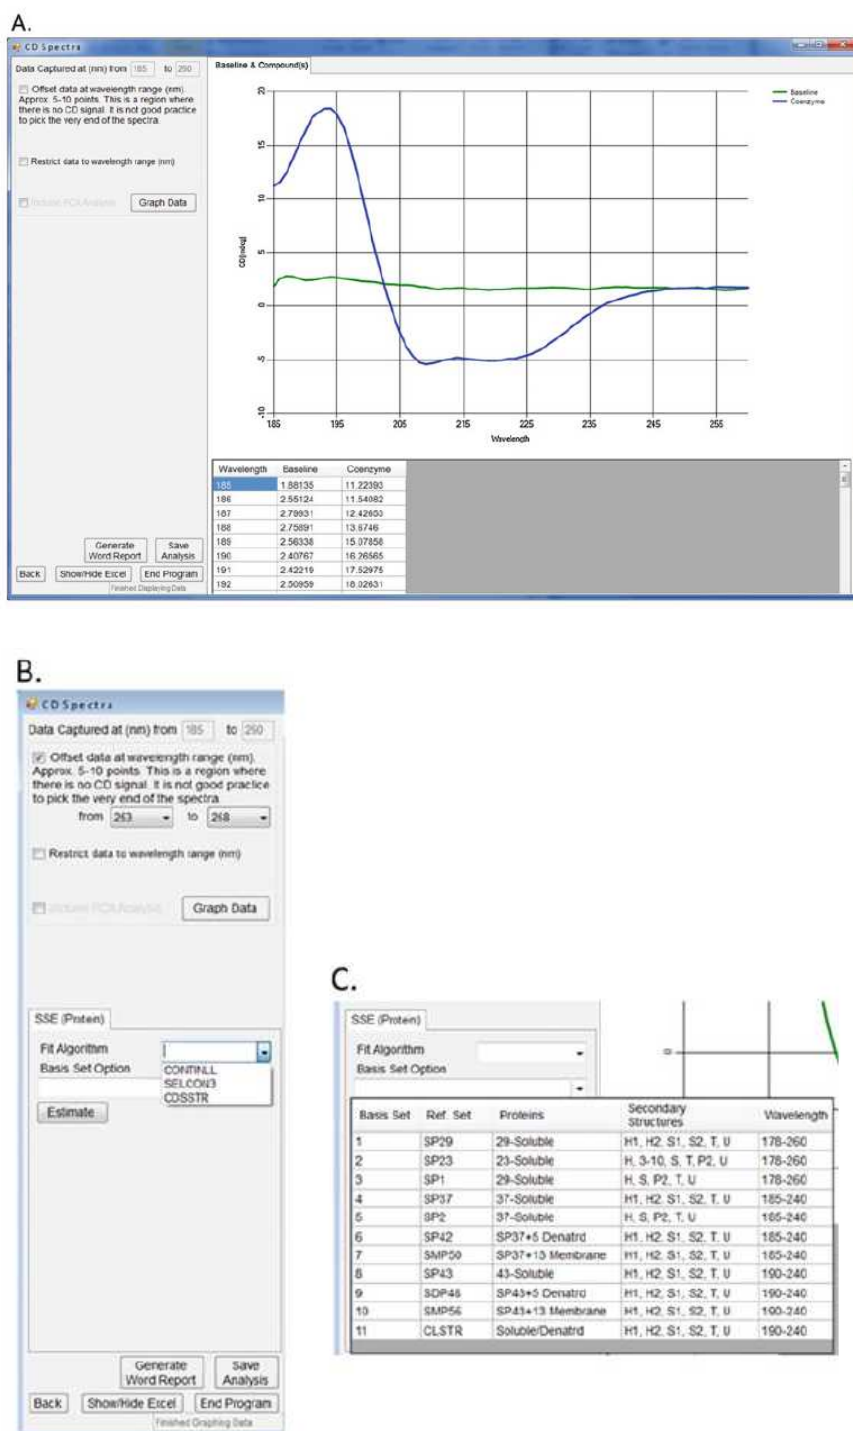 A.
CD Spectra
Data Captured at (nm) from 185 to 290
Offset data at wavelength range (nm).
Approx. 5-10 points. This is a region where
there is no CD signal. It is not good practice
to pick the very end of the spectra.
Restrict data to wavelength range (nm)
Include PCA Analysis
Graph Data
Generate
Word Report
Save
Analysis
Back
Show/Hide Excel
End Program
Finished Displaying Data
Baseline & Compound(s)
20
15
10
5
0
-5
-10
CD[mdeg]
185 195 205 215 225 235 245 255
Wavelength
Baseline
Coenzyme
Wavelength Baseline Coenzyme
185 1.88135 11.22393
186 2.55124 11.54082
187 2.79931 12.42653
188 2.75891 13.6746
189 2.56338 15.07858
190 2.40767 16.26565
191 2.42219 17.52975
192 2.50959 18.02631
B.
CD Spectra
Data Captured at (nm) from 185 to 290
Offset data at wavelength range (nm).
Approx. 5-10 points. This is a region where
there is no CD signal. It is not good practice
to pick the very end of the spectra
from 263 to 268
Restrict data to wavelength range (nm)
Include PCA Analysis
Graph Data
SSE (Protein)
Fit Algorithm
CONTINLL
SELCON3
CDSSTR
Basis Set Option
Estimate
Generate
Word Report
Save
Analysis
Back
Show/Hide Excel
End Program
Finished Graphing Data
C.
SSE (Protein)
Fit Algorithm
Basis Set Option
0
Basis Set Ref. Set Proteins Secondary Structures Wavelength
1 SP29 29-Soluble H1, H2, S1, S2, T, U 178-260
2 SP23 23-Soluble H, 3-10, S, T, P2, U 178-260
3 SP1 29-Soluble H, S, P2, T, U 178-260
4 SP37 37-Soluble H1, H2, S1, S2, T, U 185-240
5 SP2 37-Soluble H, S, P2, T, U 185-240
6 SP42 SP37+5 Denatrd H1, H2, S1, S2, T, U 185-240
7 SMP50 SP37+13 Membrane H1, H2, S1, S2, T, U 185-240
8 SP43 43-Soluble H1, H2, S1, S2, T, U 190-240
9 SDP48 SP43+5 Denatrd H1, H2, S1, S2, T, U 190-240
10 SMP56 SP43+13 Membrane H1, H2, S1, S2, T, U 190-240
11 CLSTR Soluble/Denatrd H1, H2, S1, S2, T, U 190-240